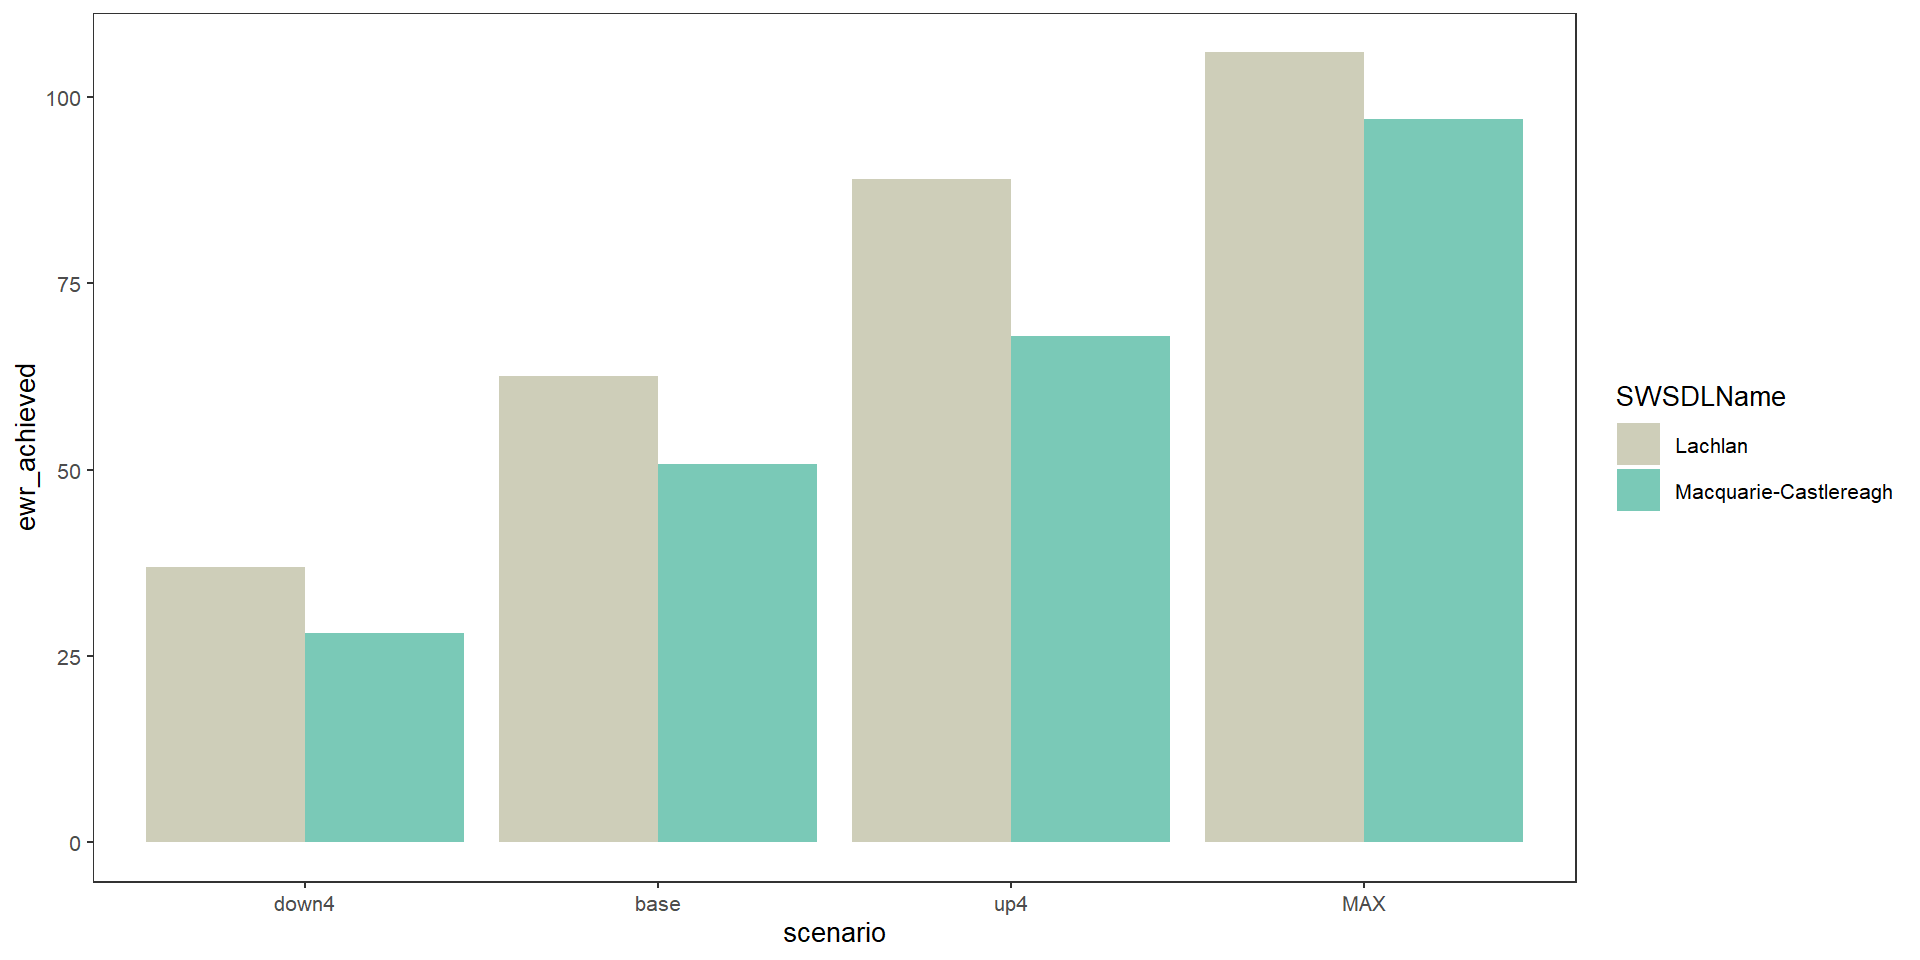 100
75
50
25
0
ewr_achieved
down4
base
up4
MAX
scenario
SWSDLName
Lachlan
Macquarie-Castlereagh